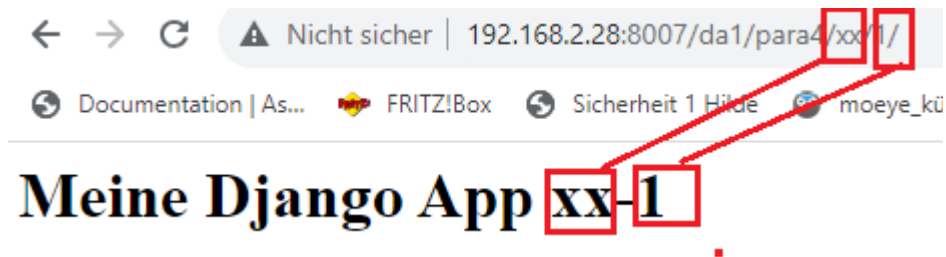 Nicht sicher | 192.168.2.28:8007/da1/para4/xx/1/
Documentation | As... FRITZ!Box Sicherheit 1 Hilde moeye_kü
Meine Django App xx-1